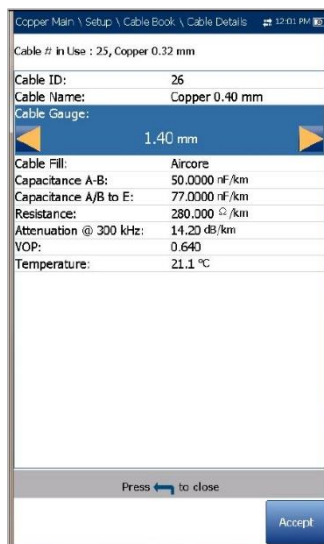 Copper Main \ Setup \ Cable Book \ Cable Details 12:01 PM
Cable # in Use : 25, Copper 0.32 mm
Cable ID: 26
Cable Name: Copper 0.40 mm
Cable Gauge:
1.40 mm
Cable Fill: Aircore
Capacitance A-B: 50.0000 nF/km
Capacitance A/B to E: 77.0000 nF/km
Resistance: 280.000 Ω /km
Attenuation @ 300 kHz: 14.20 dB/km
VOP: 0.640
Temperature: 21.1 °C
Press to close
Accept